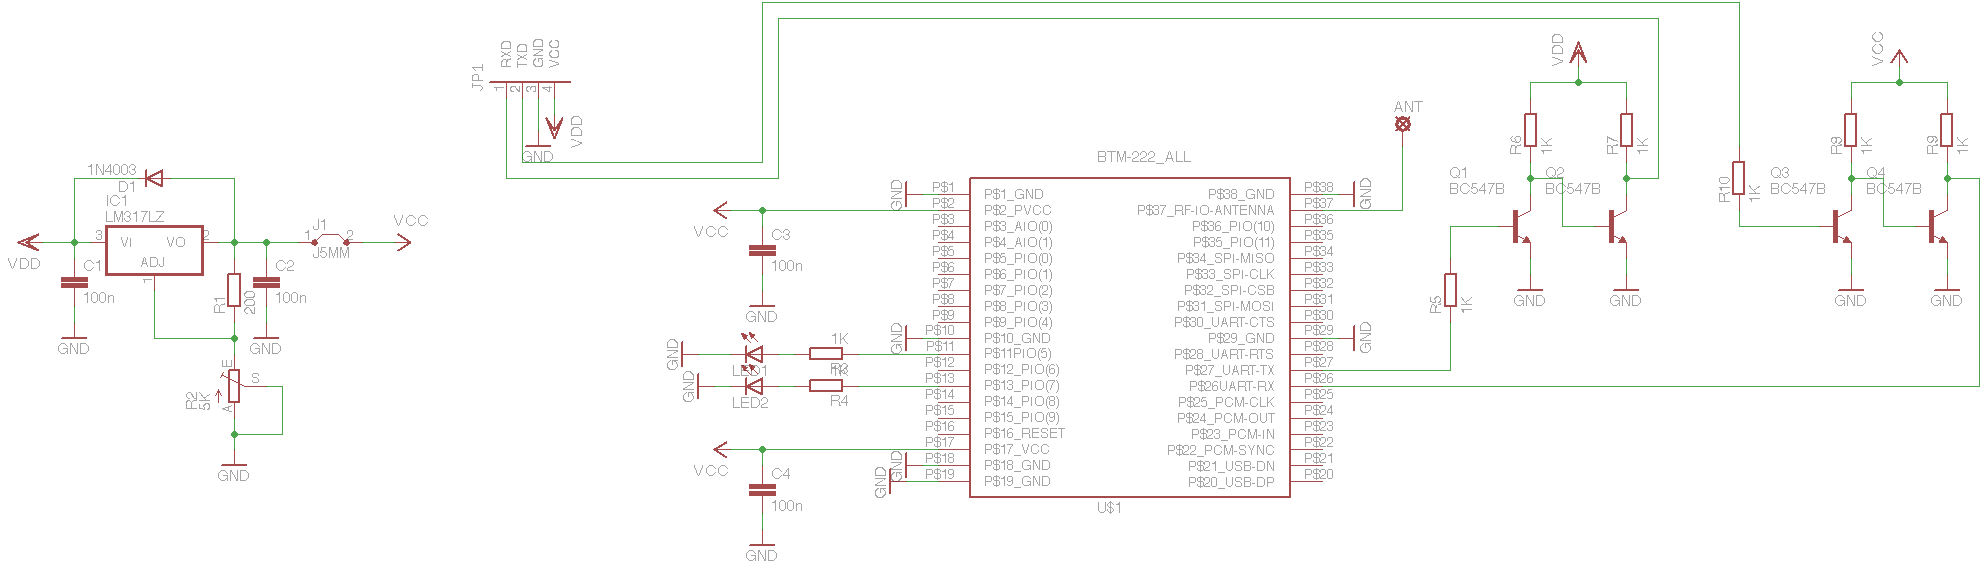 JP1
RXD
TXD
GND
VCC
1
2
3
4
GND
VDD
1N4003
D1
IC1
LM317LZ
3
VI
VO
2
ADJ
1
VDD
C1
100n
GND
R1
200
C2
100n
GND
J1
1
2
J5MM
VCC
R2
5K
E
S
A
GND
VCC
C3
100n
GND
GND
LED1
1K
R3
GND
LED2
1K
R4
VCC
C4
100n
GND
BTM-222_ALL
GND
P$1
P$1_GND
P$2
P$2_PVCC
P$3
P$3_AIO(0)
P$4
P$4_AIO(1)
P$5
P$5_PIO(0)
P$6
P$6_PIO(1)
P$7
P$7_PIO(2)
P$8
P$8_PIO(3)
P$9
P$9_PIO(4)
GND
P$10
P$10_GND
P$11
P$11PIO(5)
P$12
P$12_PIO(6)
P$13
P$13_PIO(7)
P$14
P$14_PIO(8)
P$15
P$15_PIO(9)
P$16
P$16_RESET
P$17
P$17_VCC
GND
P$18
P$18_GND
GND
P$19
P$19_GND
P$38_GND
P$38
GND
P$37_RF-IO-ANTENNA
P$37
P$36_PIO(10)
P$36
P$35_PIO(11)
P$35
P$34_SPI-MISO
P$34
P$33_SPI-CLK
P$33
P$32_SPI-CSB
P$32
P$31_SPI-MOSI
P$31
P$30_UART-CTS
P$30
P$29_GND
P$29
GND
P$28_UART-RTS
P$28
P$27_UART-TX
P$27
P$26UART-RX
P$26
P$25_PCM-CLK
P$25
P$24_PCM-OUT
P$24
P$23_PCM-IN
P$23
P$22_PCM-SYNC
P$22
P$21_USB-DN
P$21
P$20_USB-DP
P$20
U$1
ANT
R5
1K
VDD
R6
1K
R7
1K
Q1
BC547B
Q2
BC547B
GND
GND
R10
1K
VCC
R9
1K
R9
1K
Q3
BC547B
Q4
BC547B
GND
GND